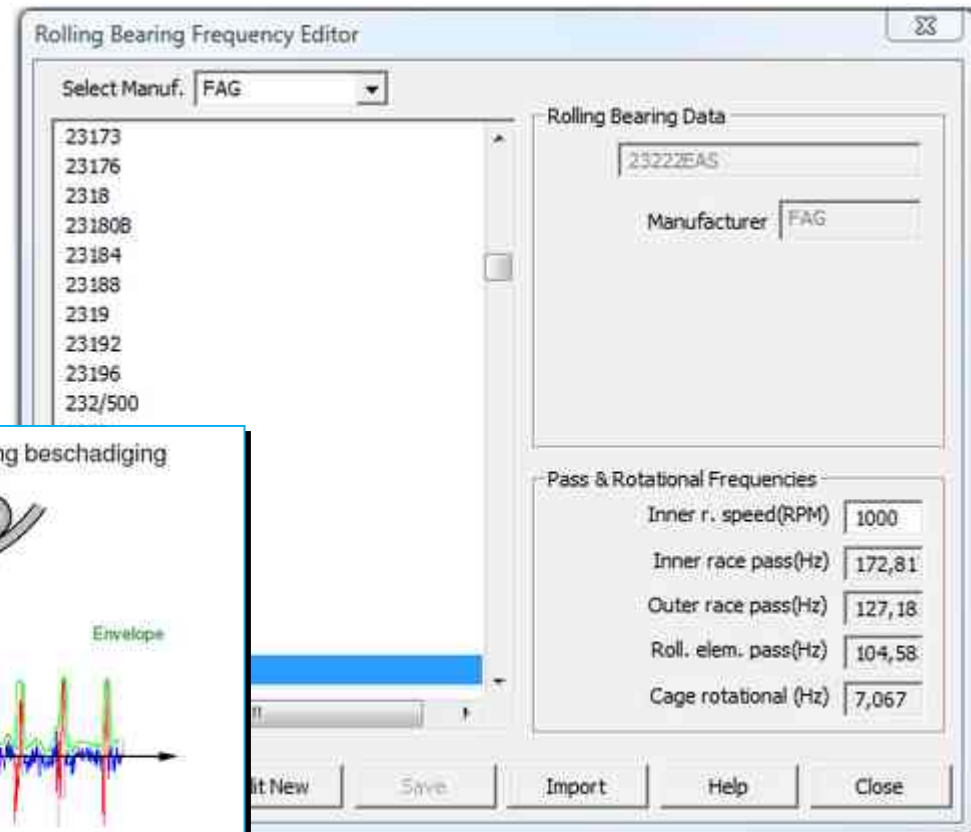 Rolling Bearing Frequency Editor
Select Manuf. FAG
23173
23176
2318
23180B
23184
23188
2319
23192
23196
232/500
Rolling Bearing Data
23222EAS
Manufacturer FAG
Pass & Rotational Frequencies
Inner r. speed(RPM) 1000
Inner race pass(Hz) 172,81
Outer race pass(Hz) 127,18
Roll. elem. pass(Hz) 104,58
Cage rotational (Hz) 7,067
ng beschadiging
Envelope
it New Save Import Help Close